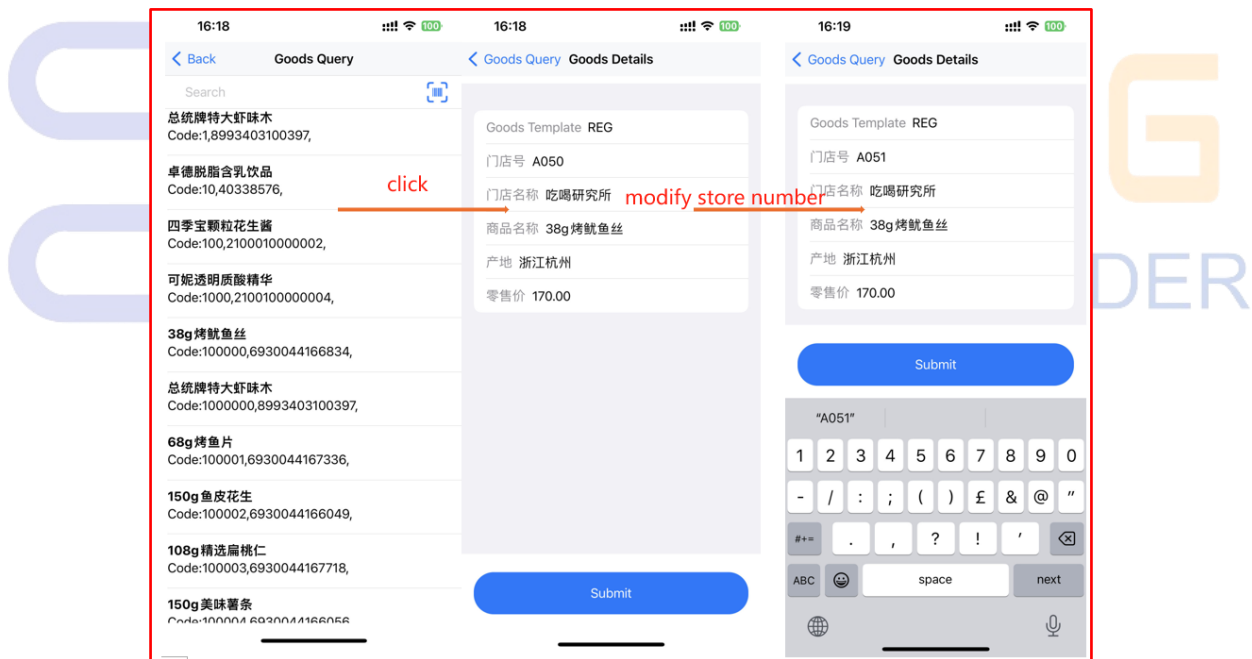 16:18
100
Back
Goods Query
Search
总统牌特大虾味木
Code:1,8993403100397,
卓德脱脂含乳饮品
Code:10,40338576,
四季宝颗粒花生酱
Code:100,2100010000002,
可妮透明质酸精华
Code:1000,2100100000004,
38g烤鱿鱼丝
Code:100000,6930044166834,
总统牌特大虾味木
Code:1000000,8993403100397,
68g烤鱼片
Code:100001,6930044167336,
150g鱼皮花生
Code:100002,6930044166049,
108g精选扁桃仁
Code:100003,6930044167718,
150g美味薯条
Code:100004,6930044166056
click
16:18
100
Goods Query Goods Details
Goods Template REG
门店号 A050
门店名称 吃喝研究所
商品名称 38g烤鱿鱼丝
产地 浙江杭州
零售价 170.00
Submit
modify store number
16:19
100
Goods Query Goods Details
Goods Template REG
门店号 A051
门店名称 吃喝研究所
商品名称 38g烤鱿鱼丝
产地 浙江杭州
零售价 170.00
Submit
“A051”
1 2 3 4 5 6 7 8 9 0
- / : ; ( ) £ & @ "
#+= . , ? ! '
ABC space next
G
DER